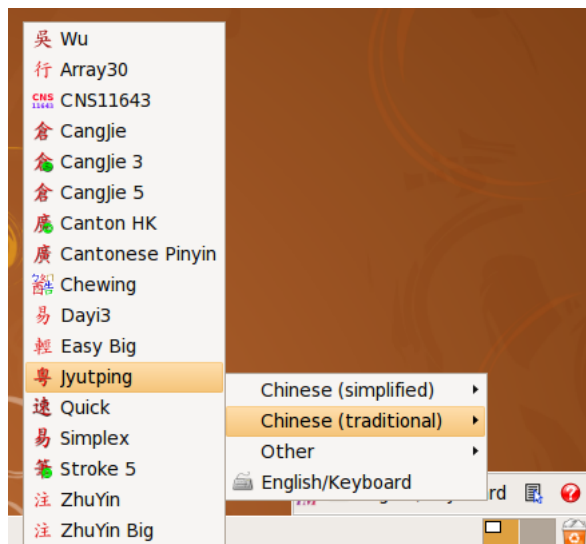 吳 Wu
行 Array30
CNS 11643 CNS11643
倉 CangJie
倉 CangJie 3
倉 CangJie 5
廣 Canton HK
廣 Cantonese Pinyin
Chewing
易 Dayi3
輕 Easy Big
粵 Jyutping
速 Quick
易 Simplex
筆 Stroke 5
注 ZhuYin
注 ZhuYin Big
Chinese (simplified)
Chinese (traditional)
Other
English/Keyboard
rd